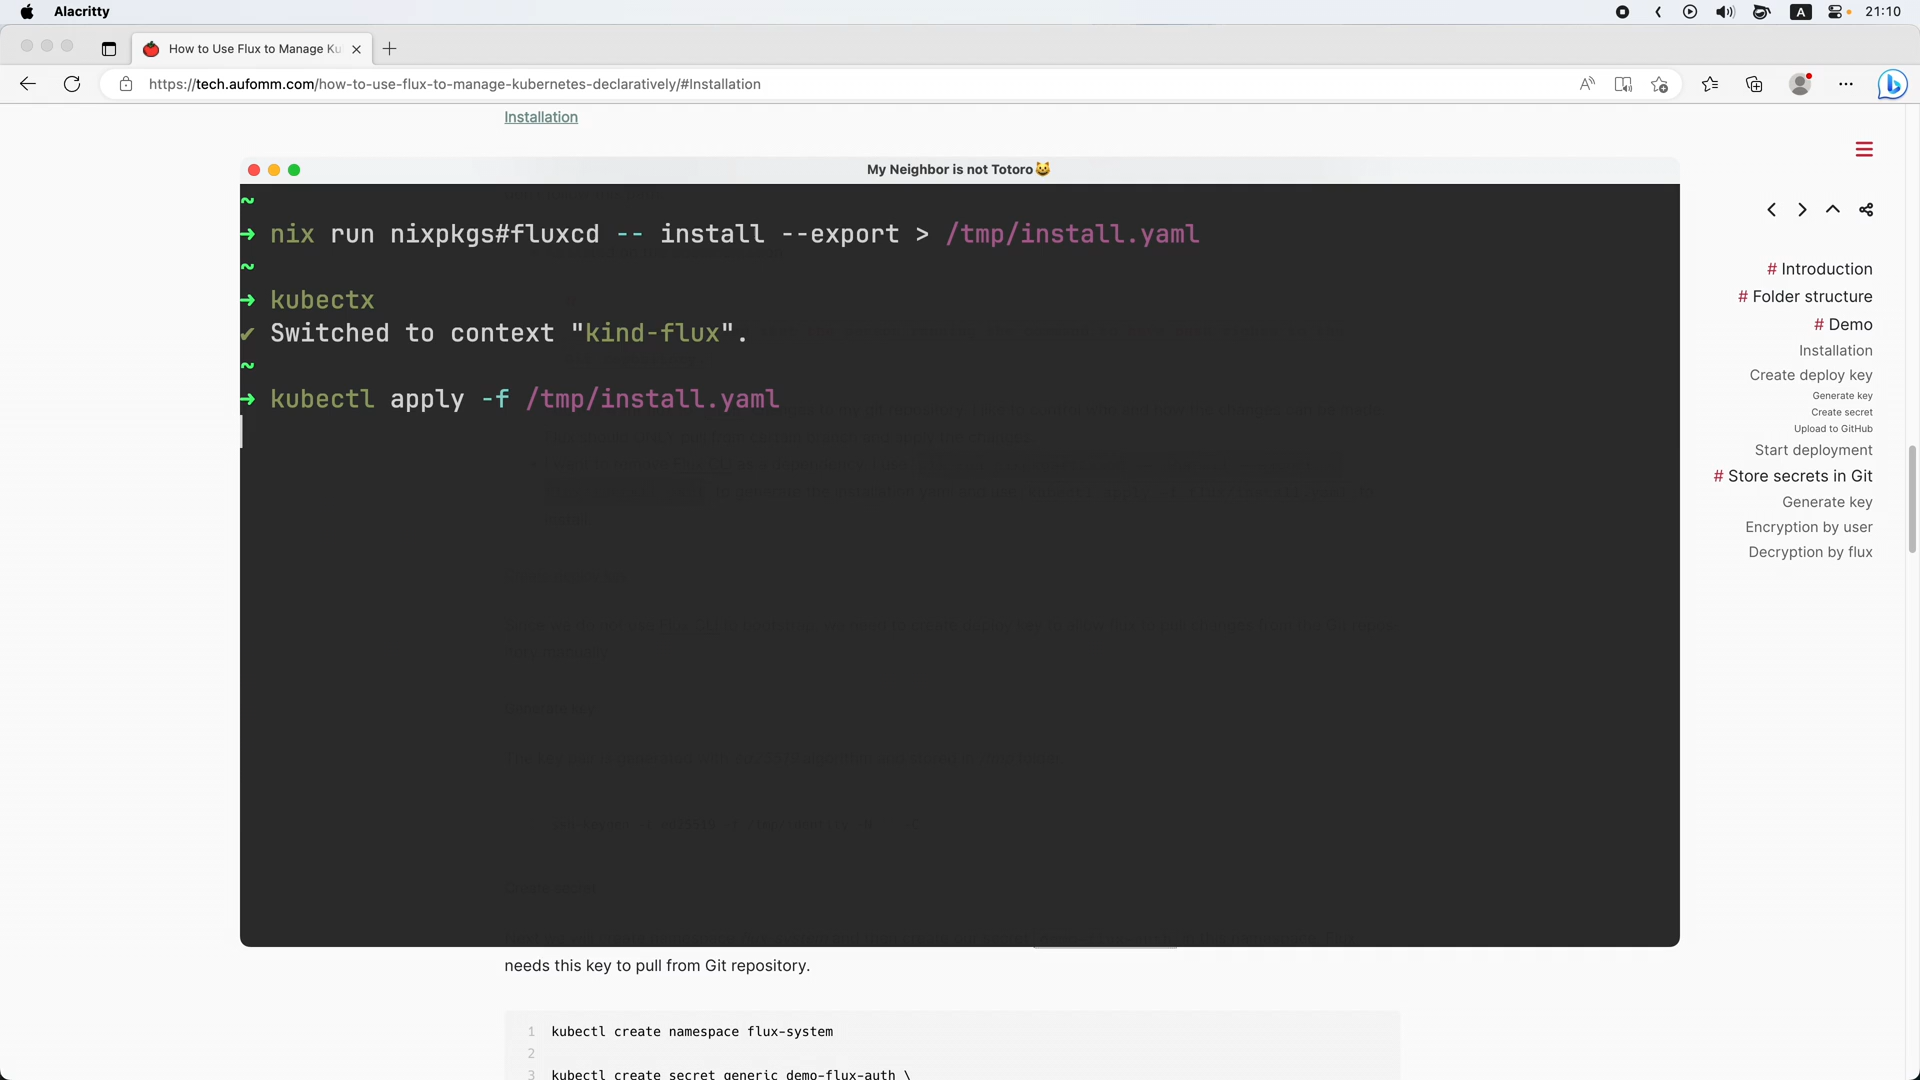 Alacritty
A
21:10
How to Use Flux to Manage Ku
https://tech.aufomm.com/how-to-use-flux-to-manage-kubernetes-declaratively/#Installation
Installation
My Neighbor is not Totoro😺
~
→ nix run nixpkgs#fluxcd -- install --export > /tmp/install.yaml
~
→ kubectx
✔ Switched to context "kind-flux".
~
→ kubectl apply -f /tmp/install.yaml
# Introduction
# Folder structure
# Demo
Installation
Create deploy key
Generate key
Create secret
Upload to GitHub
Start deployment
# Store secrets in Git
Generate key
Encryption by user
Decryption by flux
needs this key to pull from Git repository.
1 kubectl create namespace flux-system
2
3 kubectl create secret generic demo-flux-auth \